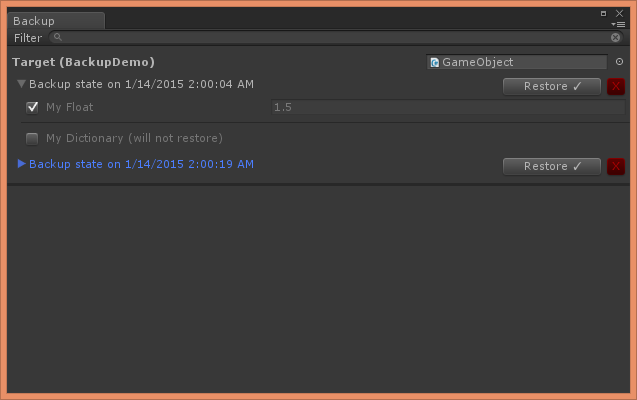 Backup
Filter
Target (BackupDemo) GameObject
Backup state on 1/14/2015 2:00:04 AM Restore ✓ X
My Float 1.5
My Dictionary (will not restore)
Backup state on 1/14/2015 2:00:19 AM Restore ✓ X